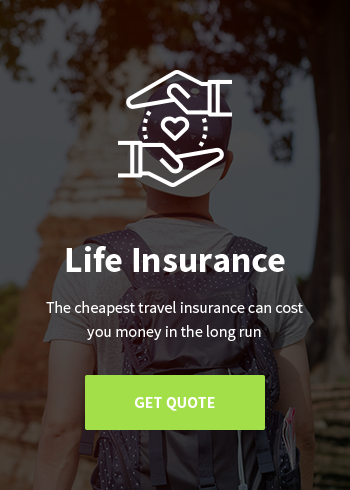 Life Insurance
The cheapest travel insurance can cost
you money in the long run
GET QUOTE